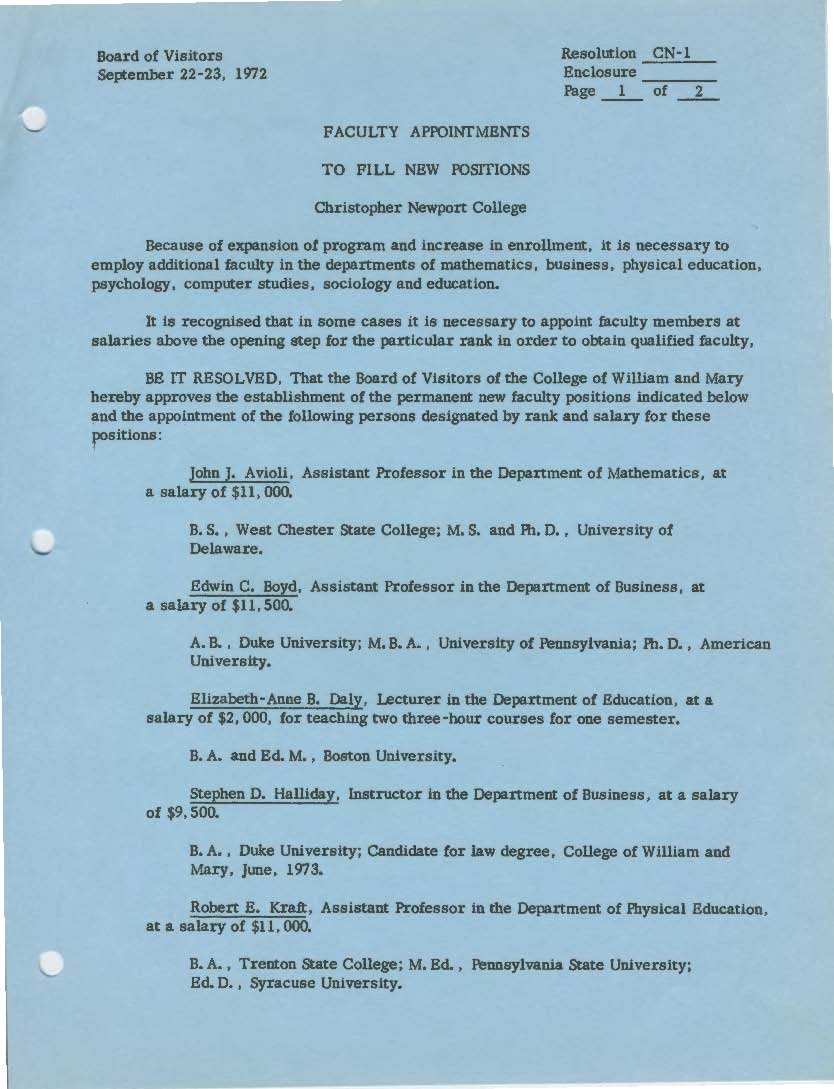 Board of Visitors
September 22-23, 1972
Resolution CN-1
Enclosure
Page 1 of 2
FACULTY APPOINTMENTS
TO FILL NEW POSITIONS
Christopher Newport College
Because of expansion of program and increase in enrollment, it is necessary to
employ additional faculty in the departments of mathematics, business, physical education,
psychology, computer studies, sociology and education.
It is recognised that in some cases it is necessary to appoint faculty members at
salaries above the opening step for the particular rank in order to obtain qualified faculty,
BE IT RESOLVED, That the Board of Visitors of the College of William and Mary
hereby approves the establishment of the permanent new faculty positions indicated below
and the appointment of the following persons designated by rank and salary for these
positions:
John J. Avioli, Assistant Professor in the Department of Mathematics, at
a salary of $11,000.
B.S., West Chester State College; M.S. and Ph.D., University of
Delaware.
Edwin C. Boyd, Assistant Professor in the Department of Business, at
a salary of $11,500.
A.B., Duke University; M.B.A., University of Pennsylvania; Ph.D., American
University.
Elizabeth-Anne B. Daly, Lecturer in the Department of Education, at a
salary of $2,000, for teaching two three-hour courses for one semester.
B.A. and Ed.M., Boston University.
Stephen D. Halliday, Instructor in the Department of Business, at a salary
of $9,500.
B.A., Duke University; Candidate for law degree, College of William and
Mary, June, 1973.
Robert E. Kraft, Assistant Professor in the Department of Physical Education,
at a salary of $11,000.
B.A., Trenton State College; M.Ed., Pennsylvania State University;
Ed.D., Syracuse University.